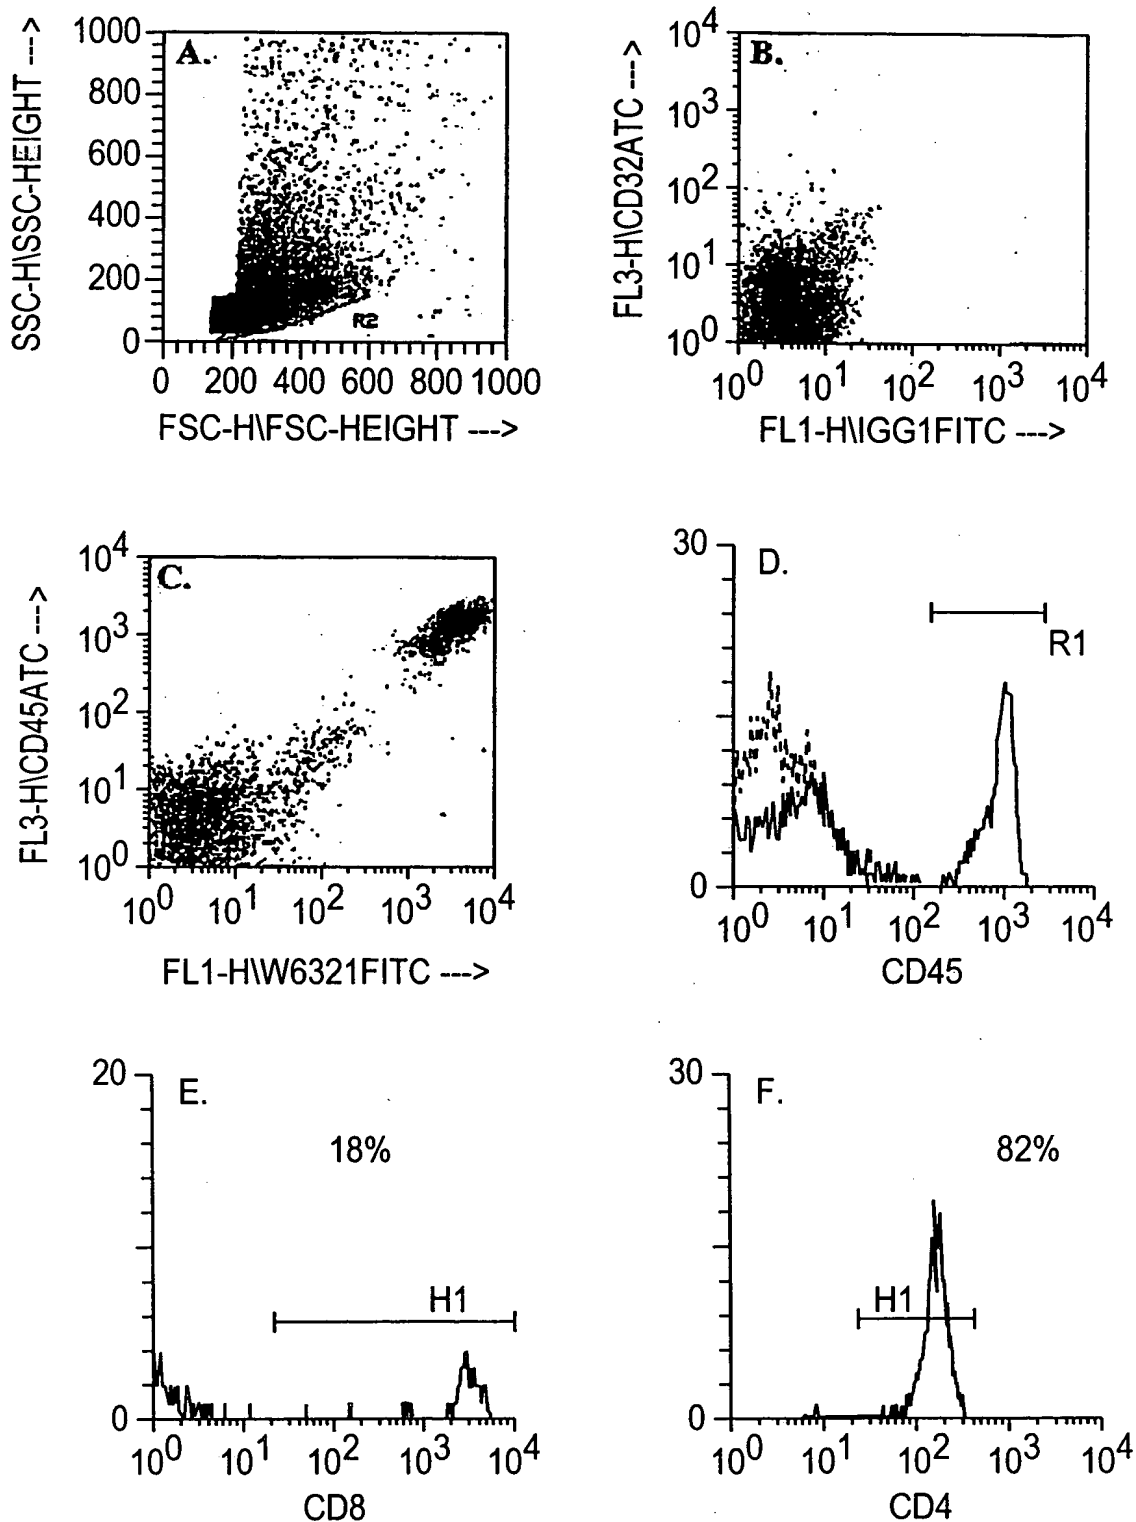 A.
SSC-H\SSC-HEIGHT --->
1000
800
600
400
200
0
R2
0 200 400 600 800 1000
FSC-H\FSC-HEIGHT --->
B.
FL3-H\CD32ATC --->
10^4
10^3
10^2
10^1
10^0
10^0 10^1 10^2 10^3 10^4
FL1-H\IGG1FITC --->
C.
FL3-H\CD45ATC --->
10^4
10^3
10^2
10^1
10^0
10^0 10^1 10^2 10^3 10^4
FL1-H\W6321FITC --->
D.
30
R1
0
10^0 10^1 10^2 10^3 10^4
CD45
E.
20
18%
H1
0
10^0 10^1 10^2 10^3 10^4
CD8
F.
30
82%
H1
0
10^0 10^1 10^2 10^3 10^4
CD4